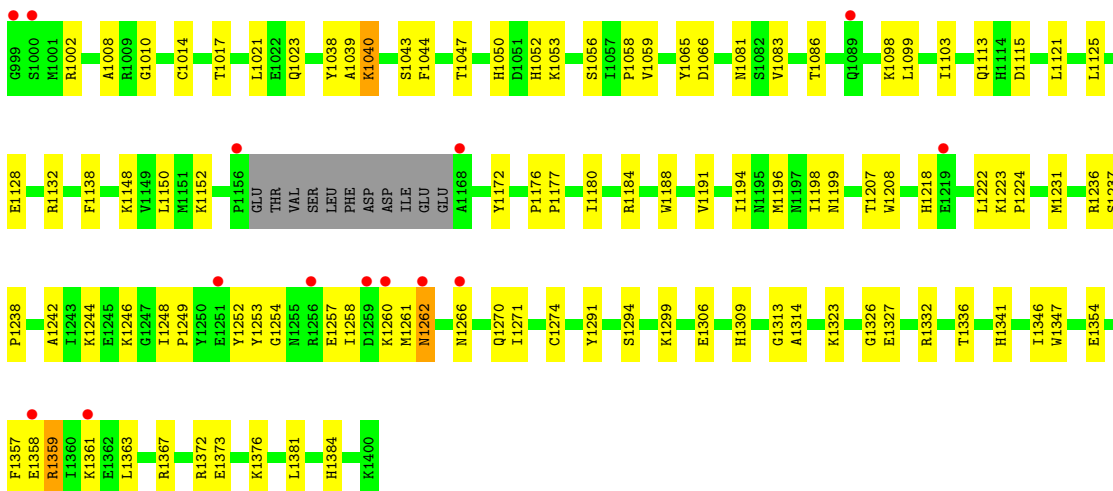 G999 S1000 M1001 R1002 A1008 R1009 G1010 C1014 T1017 L1021 E1022 Q1023 Y1038 A1039 K1040 S1043 F1044 T1047 H1050 D1051 H1052 K1053 S1056 I1057 P1058 V1059 Y1065 D1066 N1081 S1082 V1083 T1086 Q1089 K1098 L1099 I1103 Q1113 H1114 D1115 L1121 L1125
E1128 R1132 F1138 K1148 V1149 L1150 M1151 K1152 P1156 GLU THR VAL SER LEU PHE ASP ASP ILE GLU GLU A1168 Y1172 P1176 P1177 I1180 R1184 W1188 V1191 I1194 N1195 M1196 N1197 I1198 N1199 T1207 W1208 H1218 E1219 L1222 K1223 P1224 M1231 R1236 S1237
P1238 A1242 I1243 K1244 E1245 K1246 G1247 I1248 P1249 Y1250 E1251 Y1252 Y1253 G1254 N1255 R1256 E1257 I1258 D1259 K1260 M1261 N1262 N1266 Q1270 I1271 C1274 Y1291 S1294 K1299 E1306 H1309 G1313 A1314 K1323 G1326 E1327 R1332 T1336 H1341 I1346 W1347 E1354
F1357 E1358 R1359 I1360 K1361 E1362 L1363 R1367 R1372 E1373 K1376 L1381 H1384 K1400